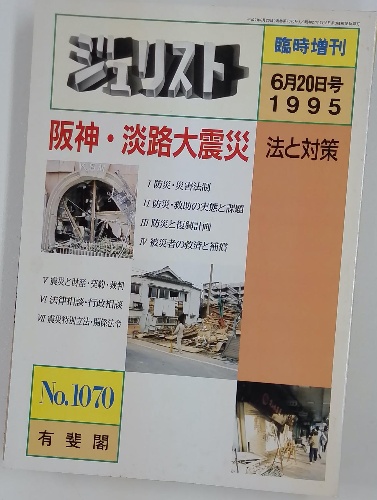 ジュリスト
臨時増刊
6月20日号
1995
阪神・淡路大震災
法と対策
I 防災・災害法制
II 防災・救助の実態と課題
III 防災と復興計画
IV 被災者の救済と補償
V 震災と財産・契約・裁判
VI 法律相談・行政相談
VII 震災特別立法・関係法令
No.1070
有斐閣